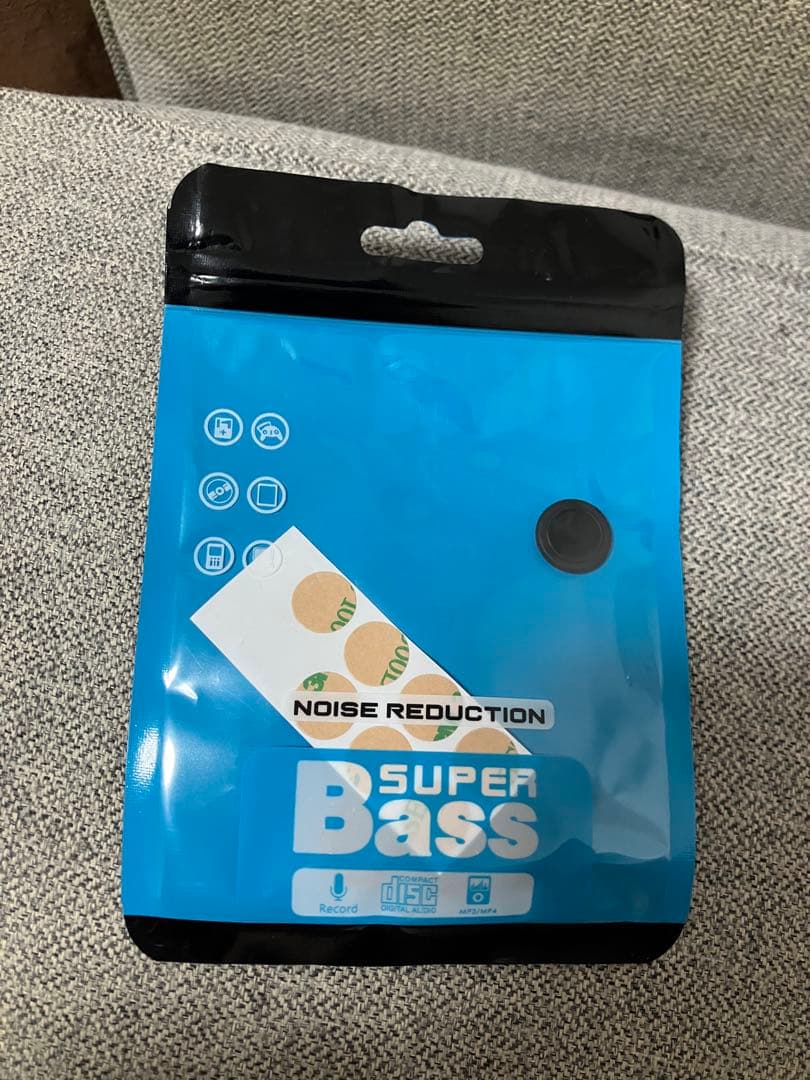 NOISE REDUCTION
SUPER
Bass
Record
COMPACT
disc
DIGITAL AUDIO
MP3/MP4